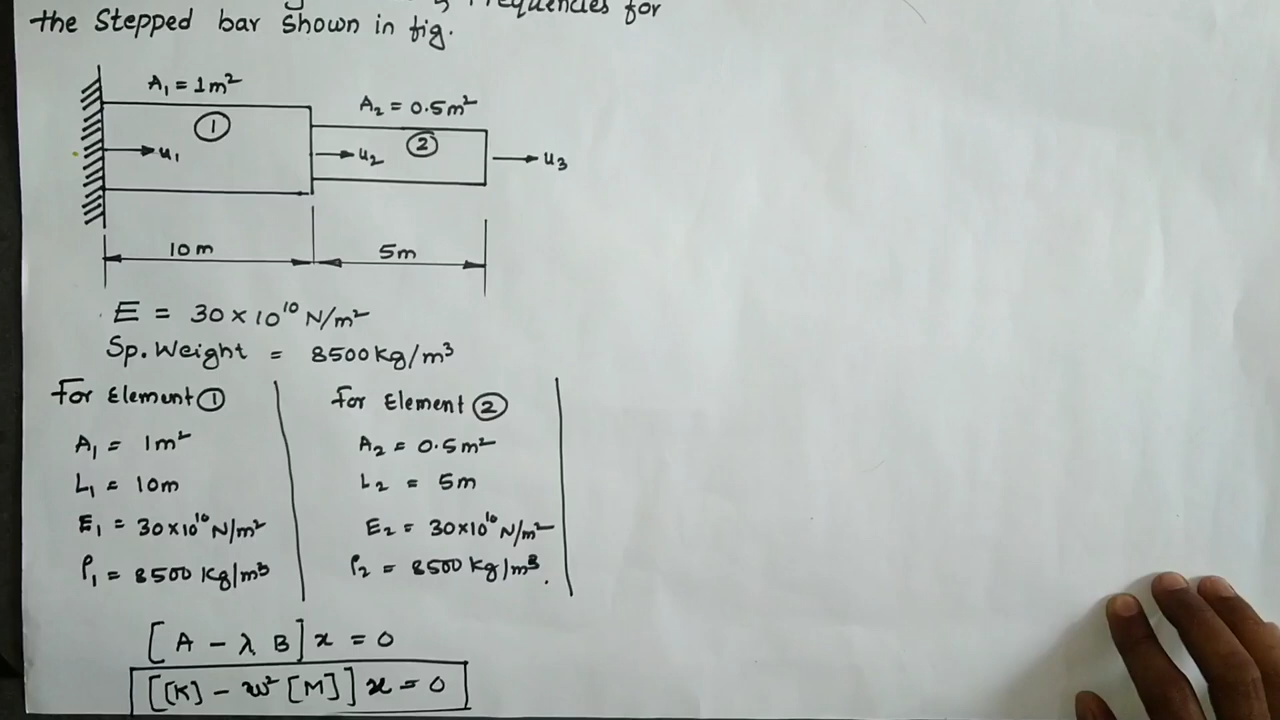 Frequencies for
the Stepped bar shown in fig.
A₁ = 1m²
A₂ = 0.5m²
① ②
u₁ u₂ u₃
10m 5m
E = 30×10¹⁰ N/m²
Sp. Weight = 8500 kg/m³
For Element ① For Element ②
A₁ = 1m² A₂ = 0.5m²
L₁ = 10m L₂ = 5m
E₁ = 30×10¹⁰ N/m² E₂ = 30×10¹⁰ N/m²
ρ₁ = 8500 kg/m³ ρ₂ = 8500 kg/m³.
[A - λ B] x = 0
[[K] - w² [M]] x = 0